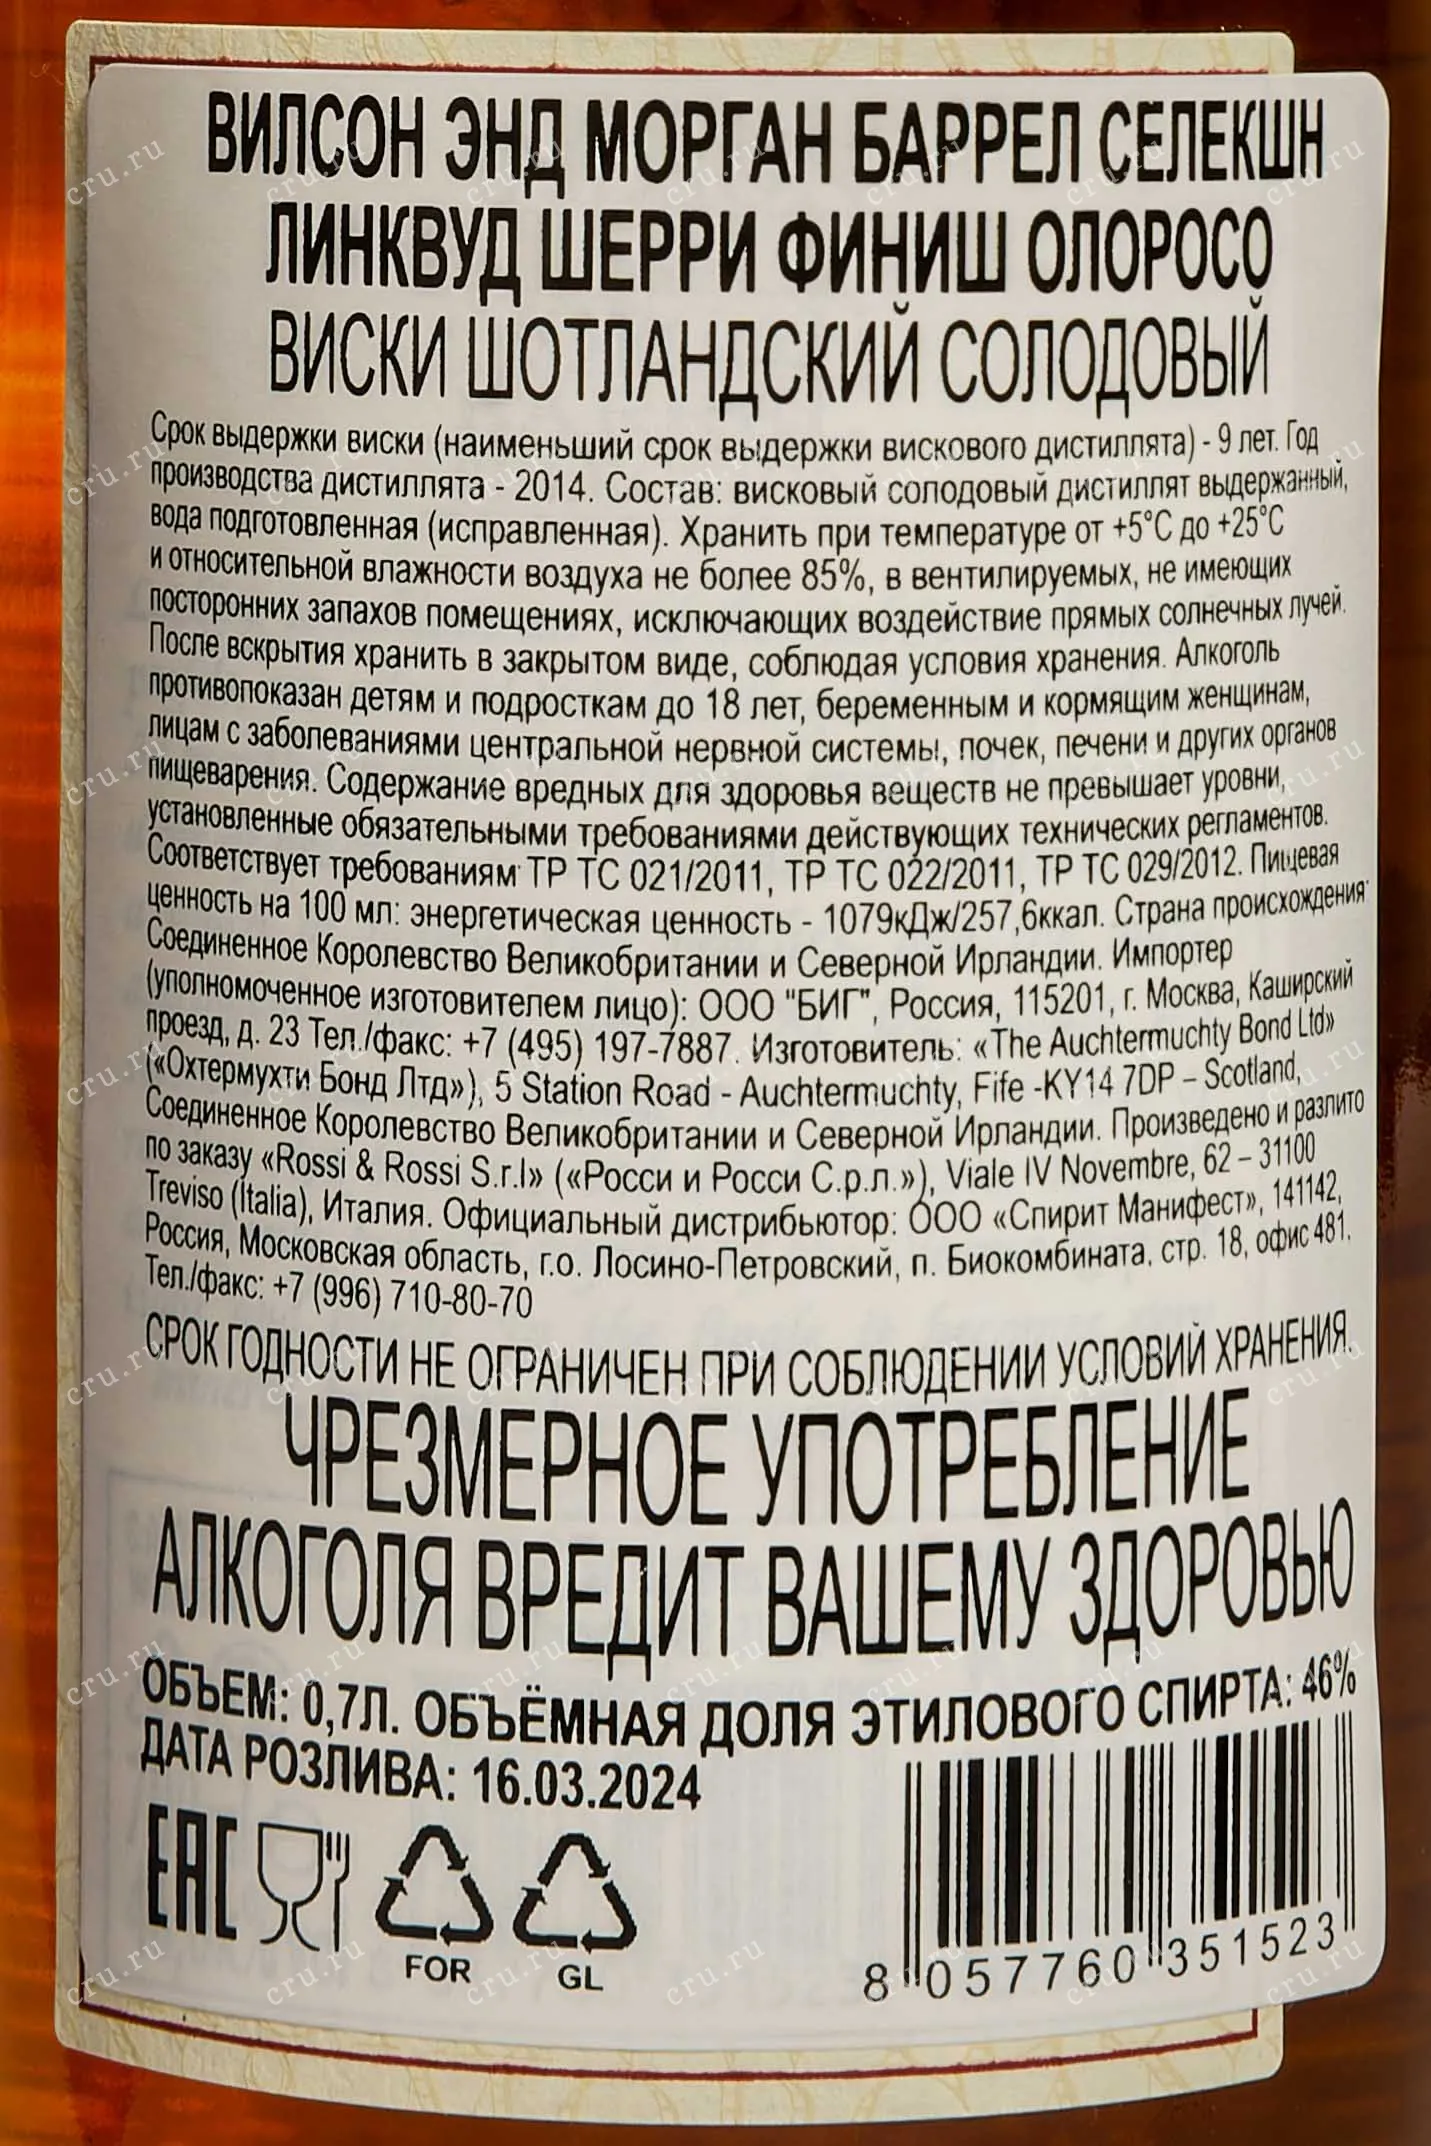 ВИЛСОН ЭНД МОРГАН БАРРЕЛ СЕЛЕКШН
ЛИНКВУД ШЕРРИ ФИНИШ ОЛОРОСО
ВИСКИ ШОТЛАНДСКИЙ СОЛОДОВЫЙ
Срок выдержки виски (наименьший срок выдержки вискового дистиллята) - 9 лет. Год
производства дистиллята - 2014. Состав: висковый солодовый дистиллят выдержанный,
вода подготовленная (исправленная). Хранить при температуре от +5°С до +25°С
и относительной влажности воздуха не более 85%, в вентилируемых, не имеющих
посторонних запахов помещениях, исключающих воздействие прямых солнечных лучей.
После вскрытия хранить в закрытом виде, соблюдая условия хранения. Алкоголь
противопоказан детям и подросткам до 18 лет, беременным и кормящим женщинам,
лицам с заболеваниями центральной нервной системы, почек, печени и других органов
пищеварения. Содержание вредных для здоровья веществ не превышает уровни,
установленные обязательными требованиями действующих технических регламентов.
Соответствует требованиям ТР ТС 021/2011, ТР ТС 022/2011, ТР ТС 029/2012. Пищевая
ценность на 100 мл: энергетическая ценность - 1079кДж/257,6ккал. Страна происхождения:
Соединенное Королевство Великобритании и Северной Ирландии. Импортер
(уполномоченное изготовителем лицо): ООО "БИГ", Россия, 115201, г. Москва, Каширский
проезд, д. 23 Тел./факс: +7 (495) 197-7887. Изготовитель: «The Auchtermuchty Bond Ltd»
(«Охтермухти Бонд Лтд»), 5 Station Road - Auchtermuchty, Fife -KY14 7DP – Scotland,
Соединенное Королевство Великобритании и Северной Ирландии. Произведено и разлито
по заказу «Rossi & Rossi S.r.l» («Росси и Росси С.р.л.»), Viale IV Novembre, 62 – 31100
Treviso (Italia), Италия. Официальный дистрибьютор: ООО «Спирит Манифест», 141142,
Россия, Московская область, г.о. Лосино-Петровский, п. Биокомбината, стр. 18, офис 481.
Тел./факс: +7 (996) 710-80-70
СРОК ГОДНОСТИ НЕ ОГРАНИЧЕН ПРИ СОБЛЮДЕНИИ УСЛОВИЙ ХРАНЕНИЯ.
ЧРЕЗМЕРНОЕ УПОТРЕБЛЕНИЕ
АЛКОГОЛЯ ВРЕДИТ ВАШЕМУ ЗДОРОВЬЮ
ОБЪЕМ: 0,7Л. ОБЪЁМНАЯ ДОЛЯ ЭТИЛОВОГО СПИРТА: 46%
ДАТА РОЗЛИВА: 16.03.2024
EAC
FOR
GL
8 057760 351523
cru.ru